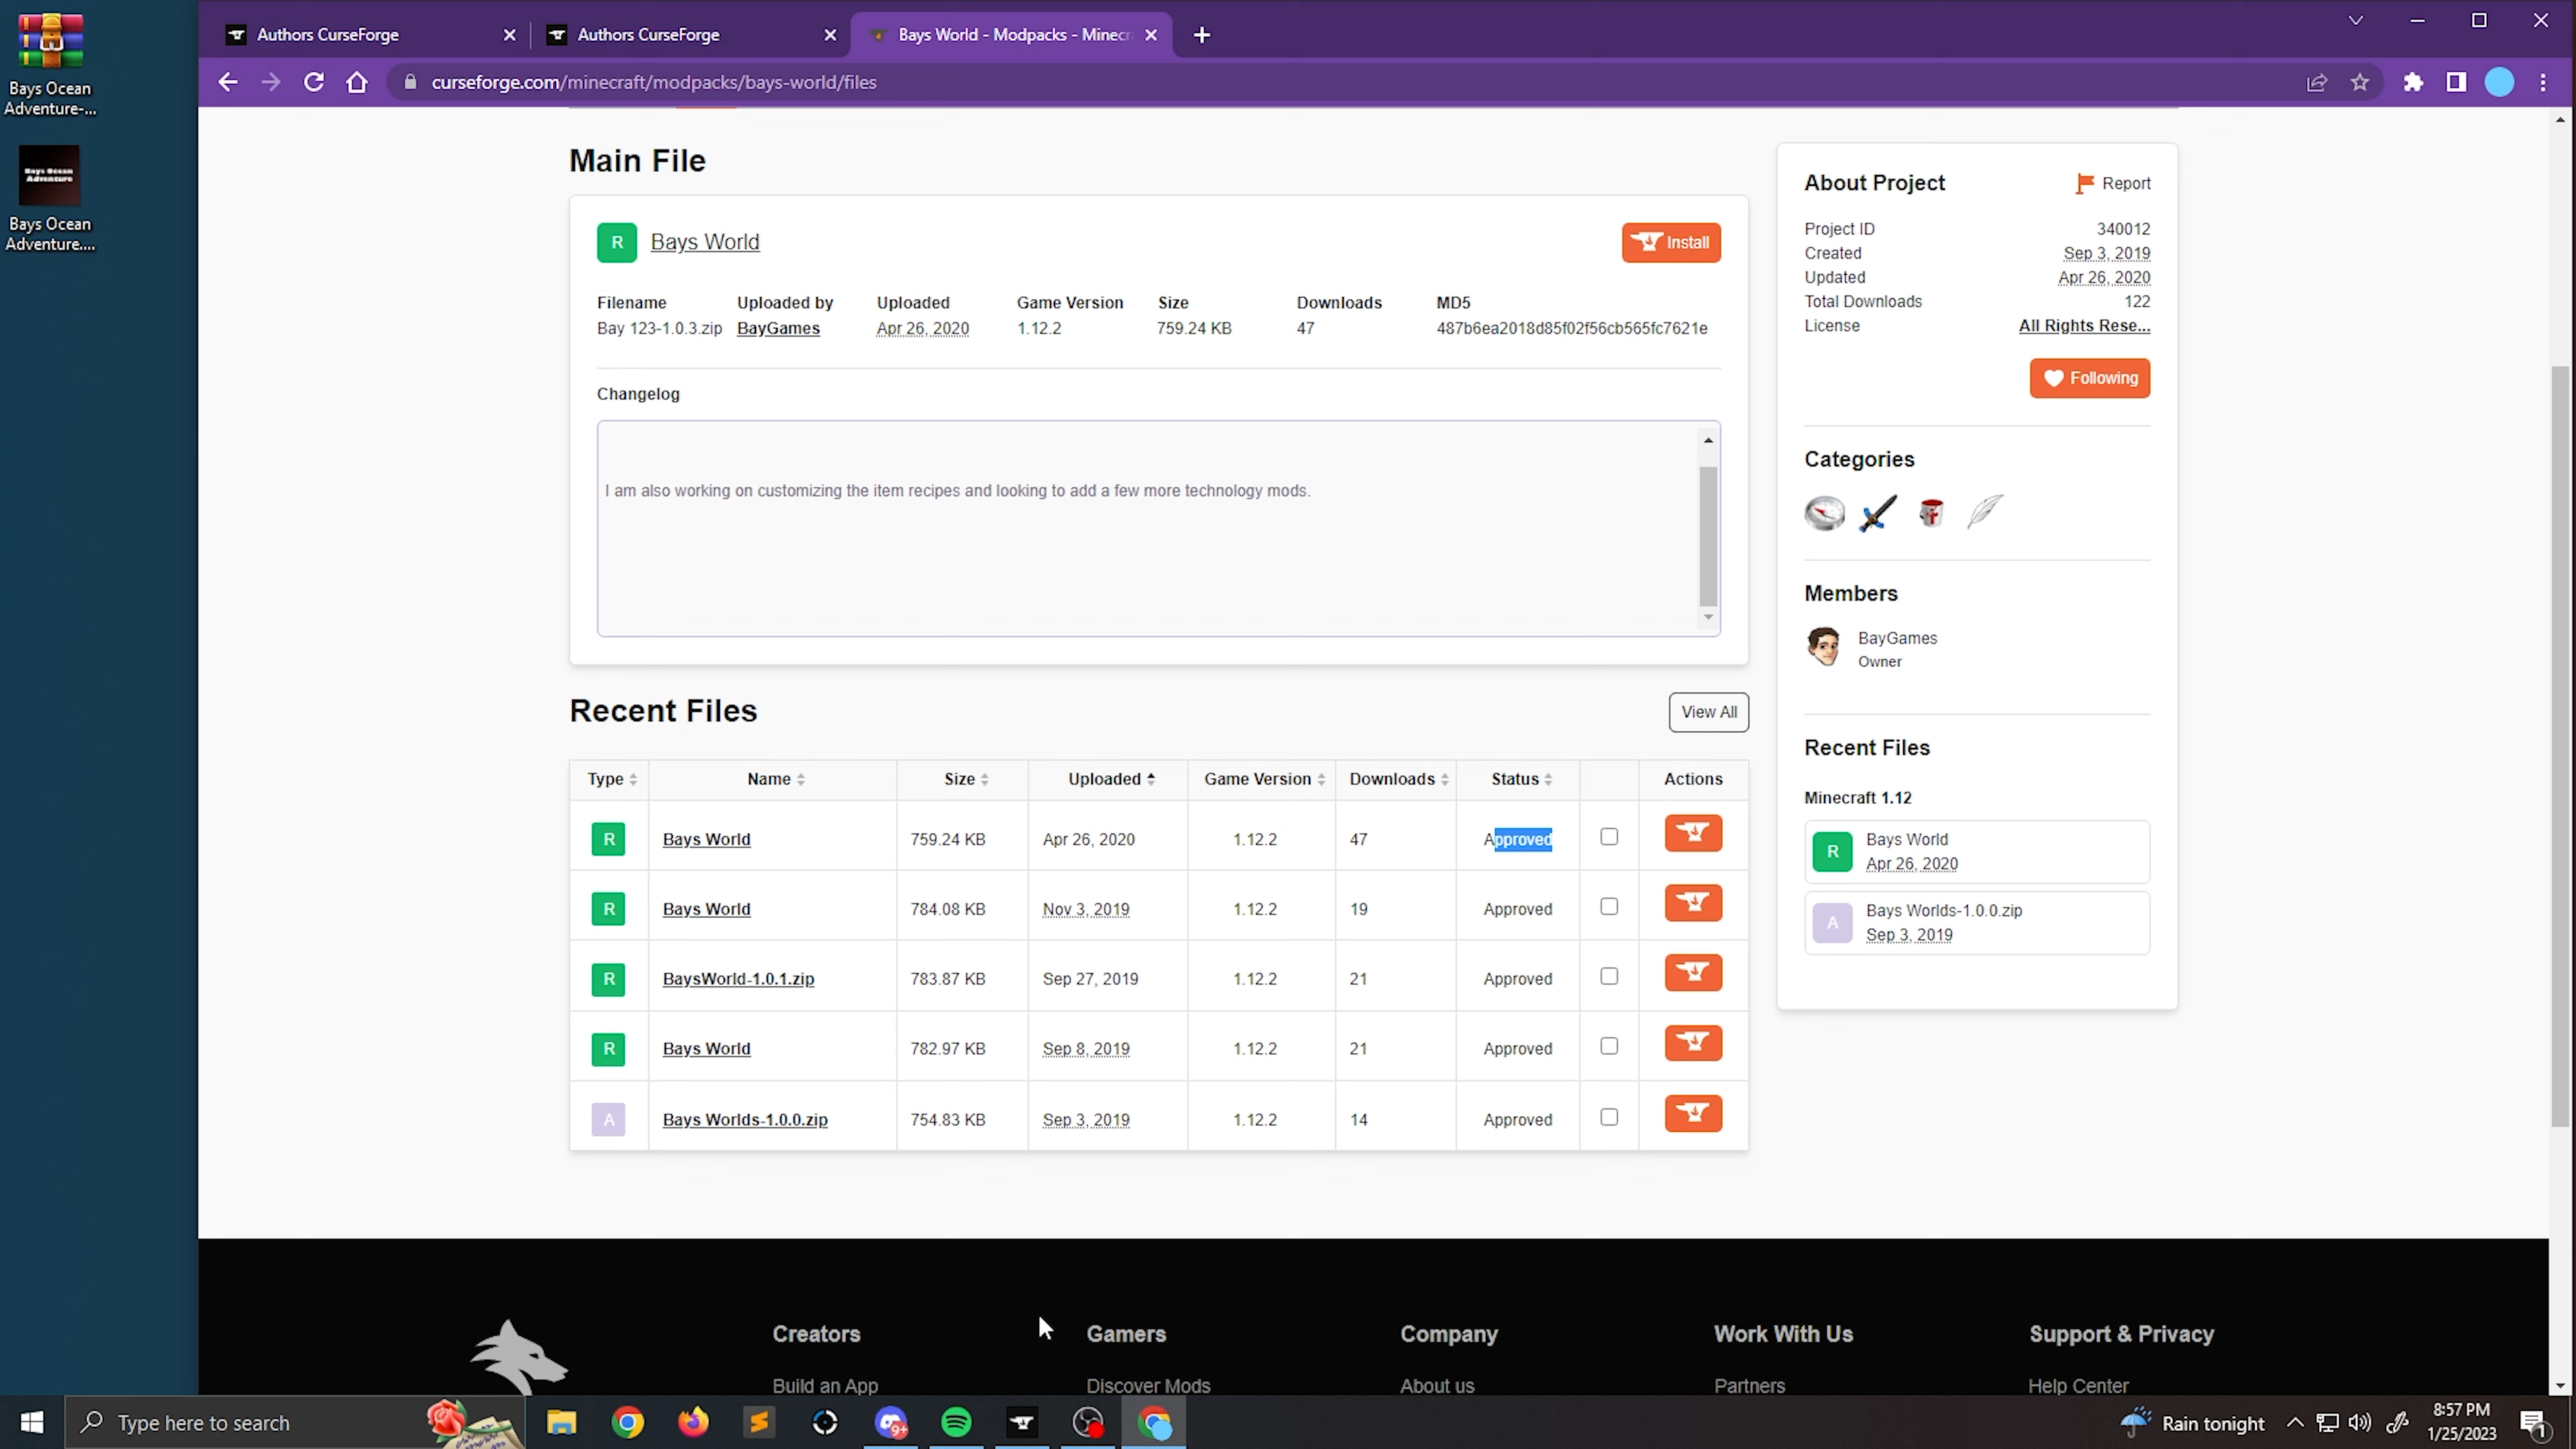 Bays Ocean
Adventure-...
Bays Ocean
Adventure
Bays Ocean
Adventure....
Authors CurseForge
Authors CurseForge
Bays World - Modpacks - Minecr
curseforge.com/minecraft/modpacks/bays-world/files
Main File
R Bays World
Install
Filename Uploaded by Uploaded Game Version Size Downloads MD5
Bay 123-1.0.3.zip BayGames Apr 26, 2020 1.12.2 759.24 KB 47 487b6ea2018d85f02f56cb565fc7621e
Changelog
I am also working on customizing the item recipes and looking to add a few more technology mods.
Recent Files
View All
Type Name Size Uploaded Game Version Downloads Status Actions
R Bays World 759.24 KB Apr 26, 2020 1.12.2 47 Approved
R Bays World 784.08 KB Nov 3, 2019 1.12.2 19 Approved
R BaysWorld-1.0.1.zip 783.87 KB Sep 27, 2019 1.12.2 21 Approved
R Bays World 782.97 KB Sep 8, 2019 1.12.2 21 Approved
A Bays Worlds-1.0.0.zip 754.83 KB Sep 3, 2019 1.12.2 14 Approved
About Project
Report
Project ID 340012
Created Sep 3, 2019
Updated Apr 26, 2020
Total Downloads 122
License All Rights Rese...
Following
Categories
Members
BayGames
Owner
Recent Files
Minecraft 1.12
R Bays World
Apr 26, 2020
A Bays Worlds-1.0.0.zip
Sep 3, 2019
Creators Gamers Company Work With Us Support & Privacy
Build an App Discover Mods About us Partners Help Center
Type here to search
9+
Rain tonight
8:57 PM
1/25/2023
1